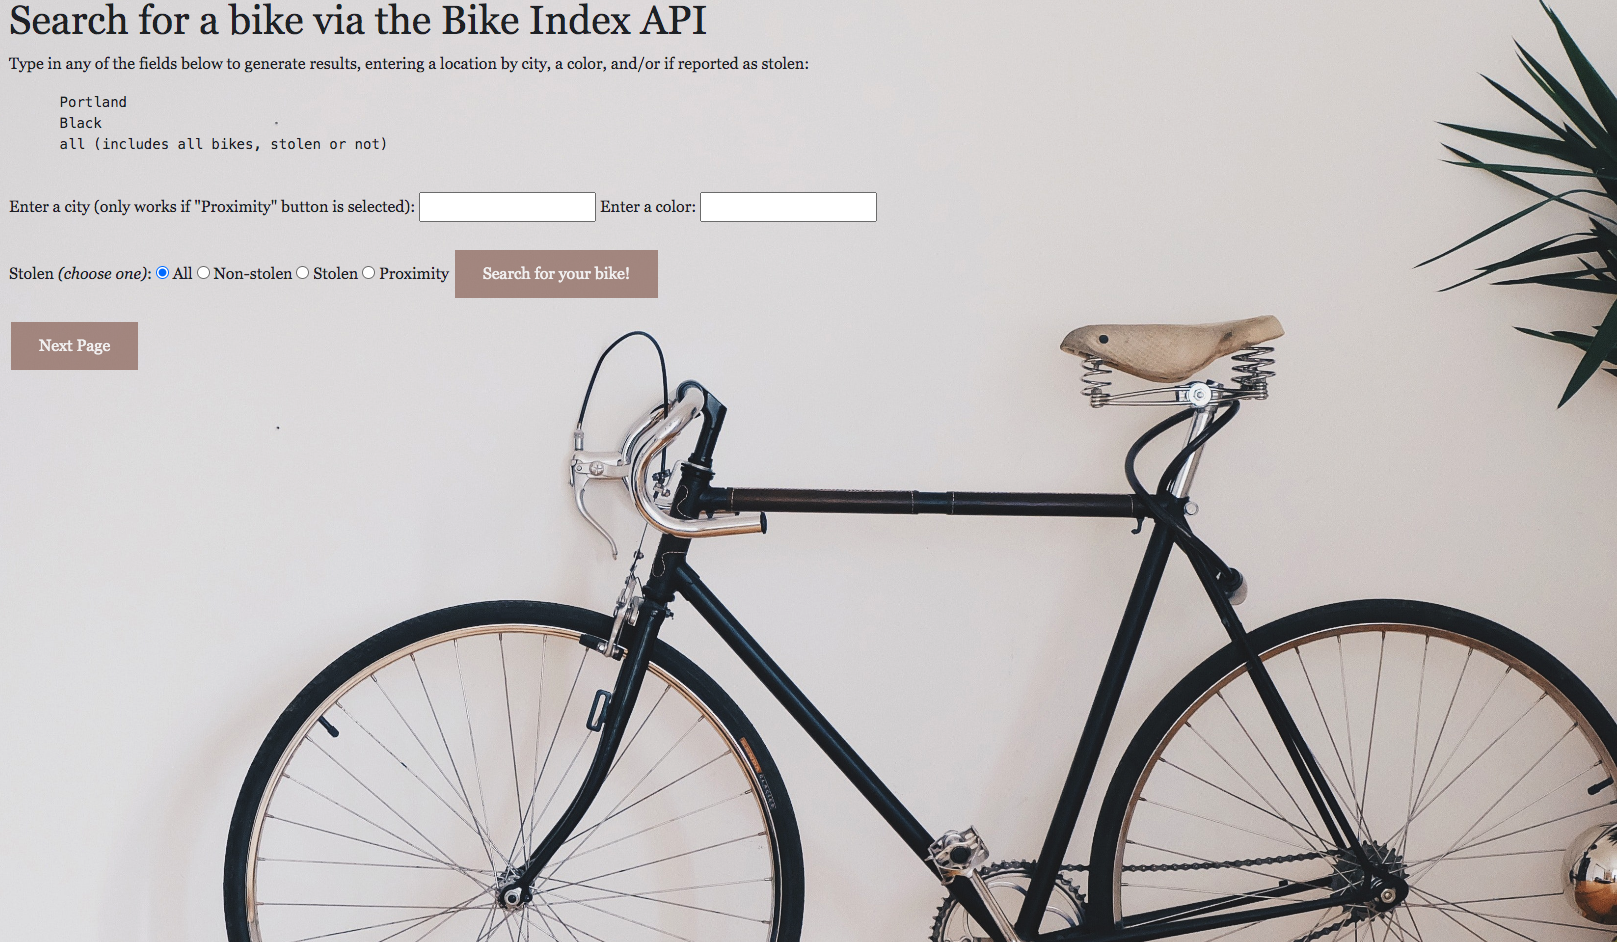 Search for a bike via the Bike Index API
Type in any of the fields below to generate results, entering a location by city, a color, and/or if reported as stolen:
Portland
Black
all (includes all bikes, stolen or not)
Enter a city (only works if "Proximity" button is selected): Enter a color:
Stolen (choose one): All Non-stolen Stolen Proximity Search for your bike!
Next Page